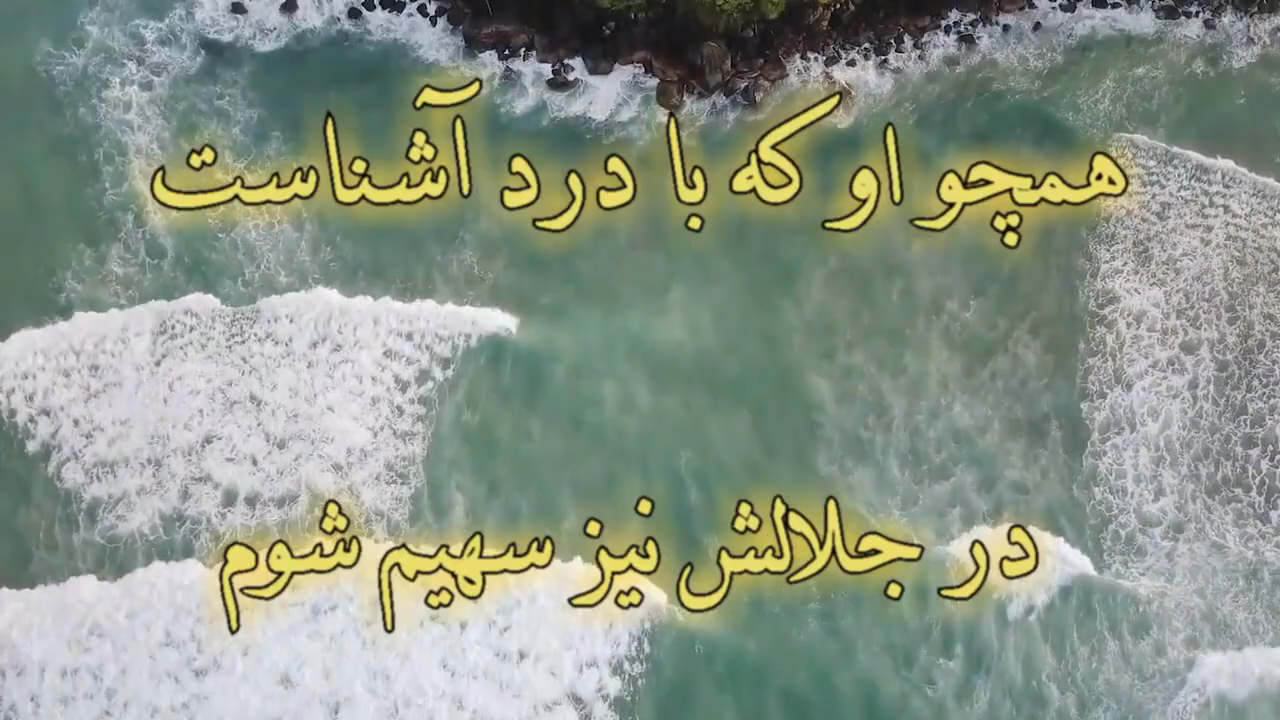 همچو او که با درد آشناست
در جلالش نیز سهیم شوم